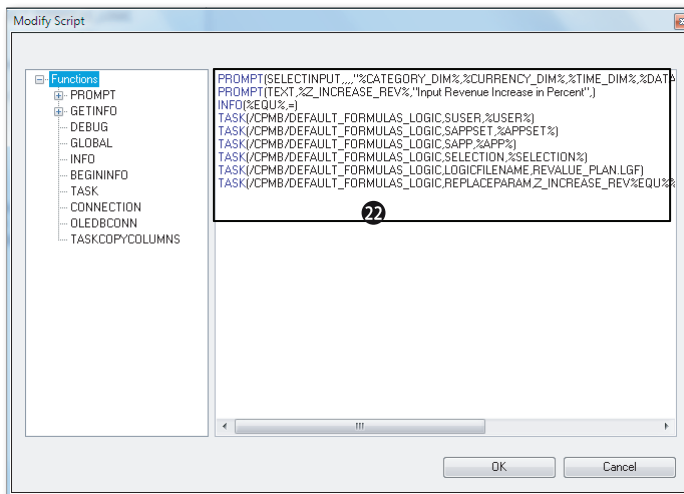 Modify Script
Functions
PROMPT
GETINFO
DEBUG
GLOBAL
INFO
BEGININFO
TASK
CONNECTION
OLEDBCONN
TASKCOPYCOLUMNS
PROMPT(SELECTINPUT,,,,"%CATEGORY_DIM%,%CURRENCY_DIM%,%TIME_DIM%,%DATA
PROMPT(TEXT,%Z_INCREASE_REV%,"Input Revenue Increase in Percent",)
INFO(%EQU%,=)
TASK(/CPMB/DEFAULT_FORMULAS_LOGIC,SUSER,%USER%)
TASK(/CPMB/DEFAULT_FORMULAS_LOGIC,SAPPSET,%APPSET%)
TASK(/CPMB/DEFAULT_FORMULAS_LOGIC,SAPP,%APP%)
TASK(/CPMB/DEFAULT_FORMULAS_LOGIC,SELECTION,%SELECTION%)
TASK(/CPMB/DEFAULT_FORMULAS_LOGIC,LOGICFILENAME,REVALUE_PLAN.LGF)
TASK(/CPMB/DEFAULT_FORMULAS_LOGIC,REPLACEPARAM,Z_INCREASE_REV%EQU%%
22
OK
Cancel